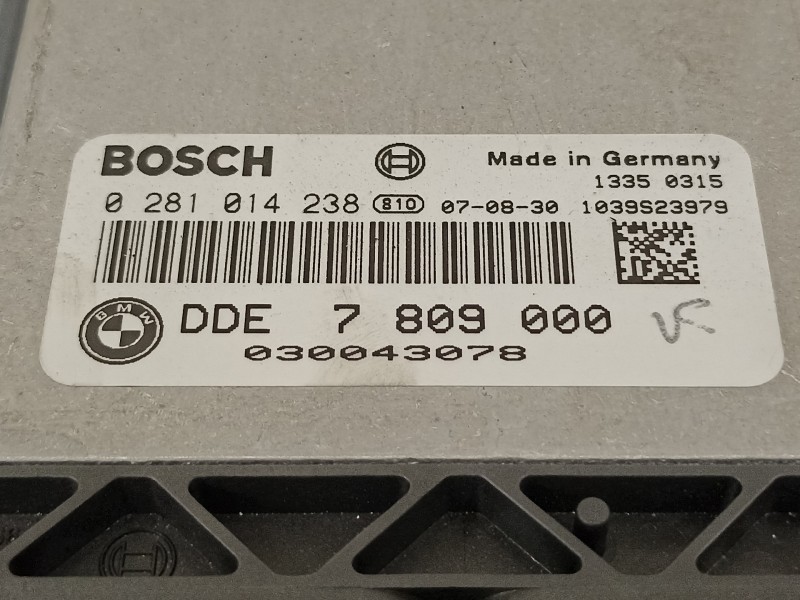 BOSCH Made in Germany
1335 0315
0 281 014 238 810 07-08-30 1039S23979
BMW DDE 7 809 000
030043078